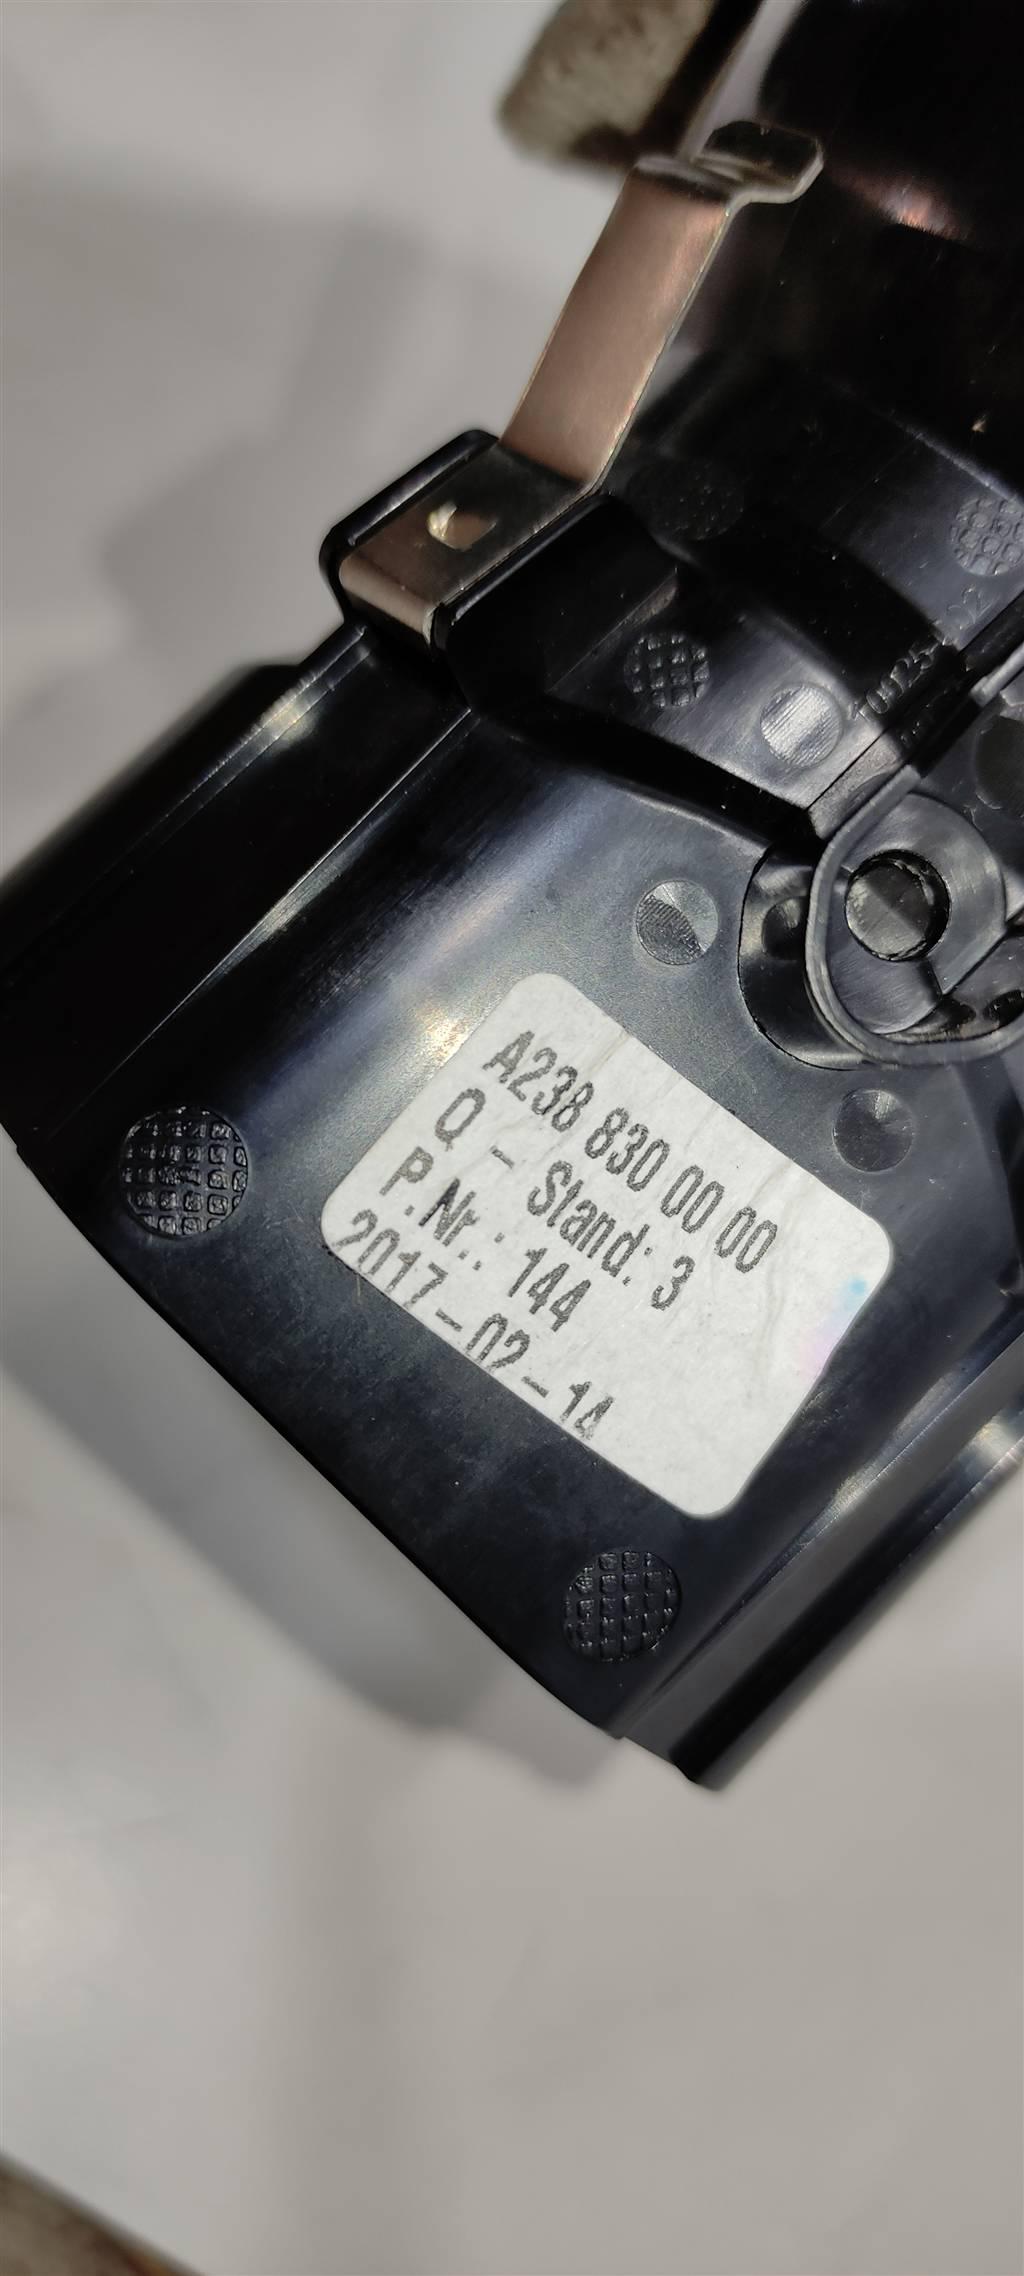 A238 830 00 00
Q - Stand: 3
P.Nr.: 144
2017-02-14